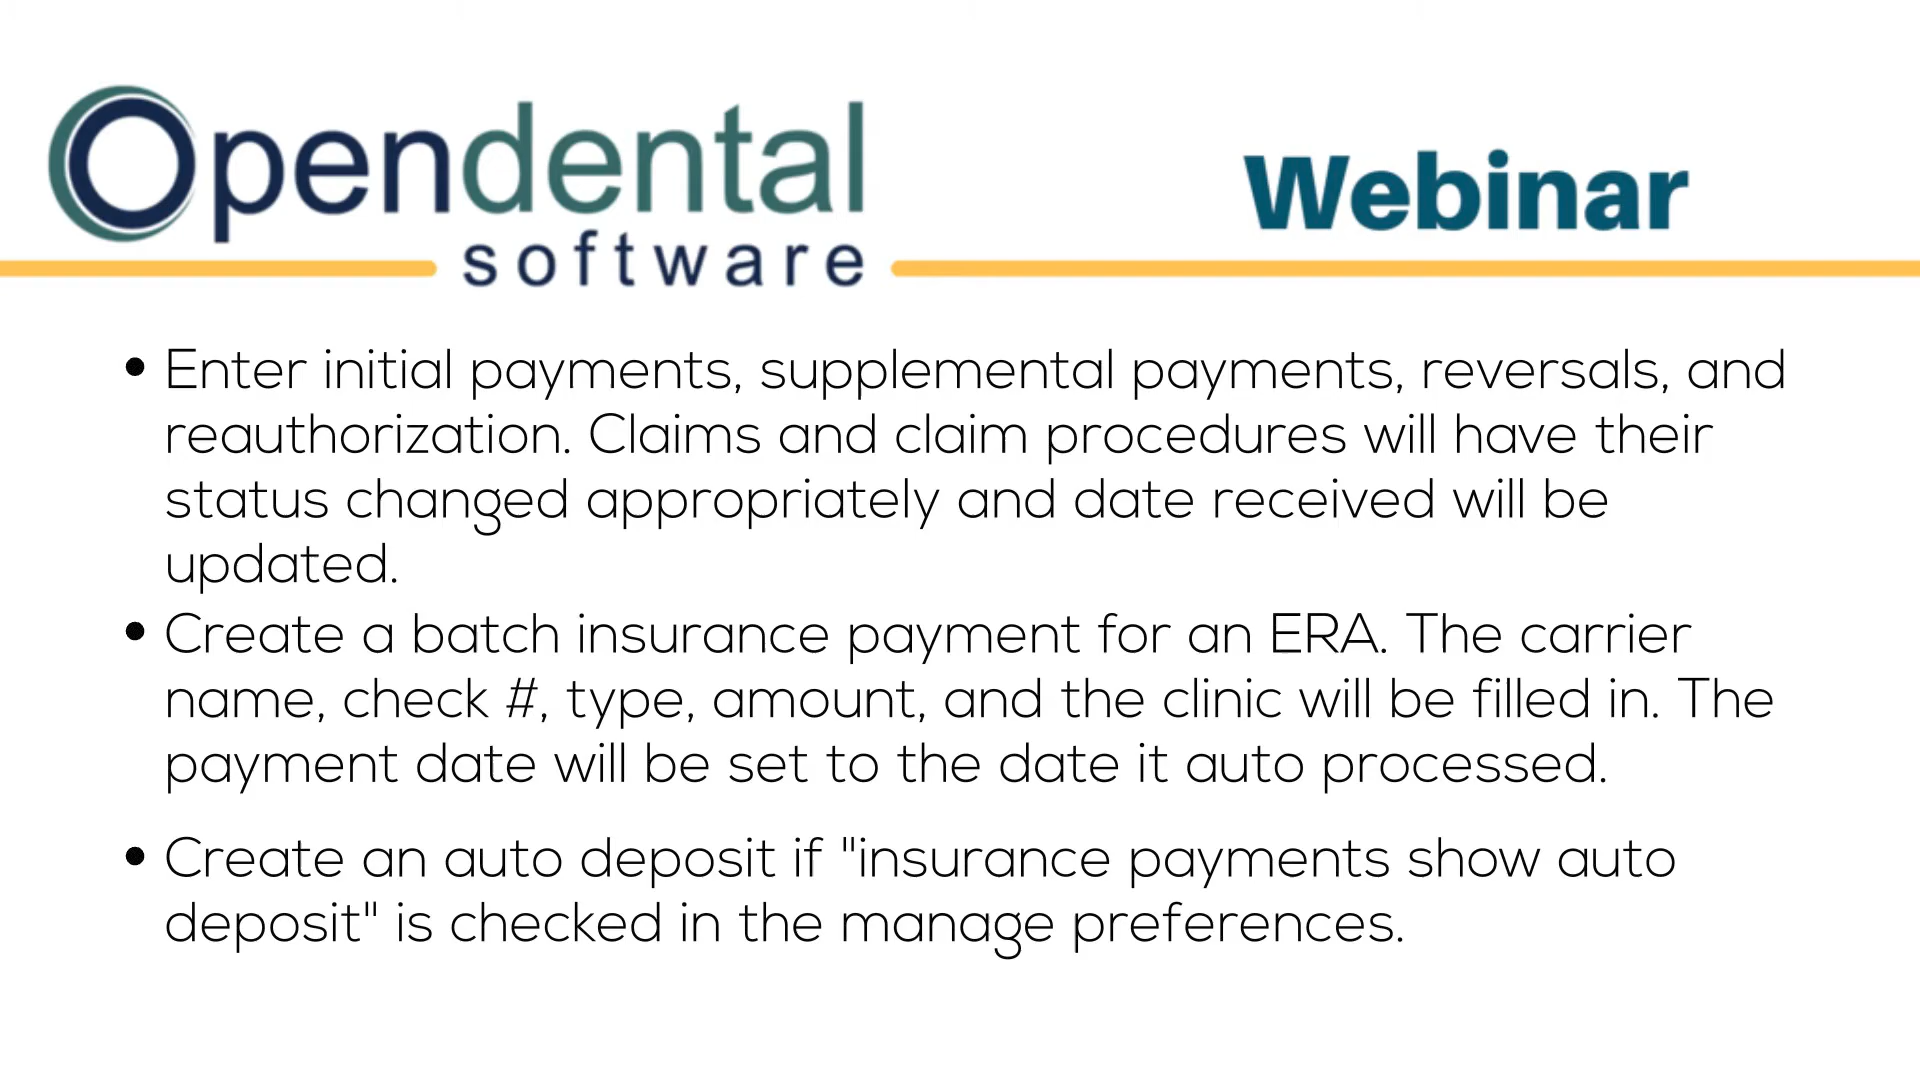 Opendental
software
Webinar
• Enter initial payments, supplemental payments, reversals, and
reauthorization. Claims and claim procedures will have their
status changed appropriately and date received will be
updated.
• Create a batch insurance payment for an ERA. The carrier
name, check #, type, amount, and the clinic will be filled in. The
payment date will be set to the date it auto processed.
• Create an auto deposit if "insurance payments show auto
deposit" is checked in the manage preferences.